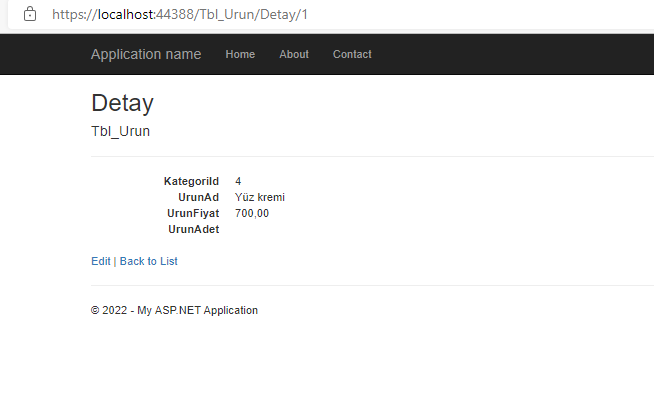 https://localhost:44388/Tbl_Urun/Detay/1
Application name Home About Contact
Detay
Tbl_Urun
KategoriId 4
UrunAd Yüz kremi
UrunFiyat 700,00
UrunAdet
Edit | Back to List
© 2022 - My ASP.NET Application